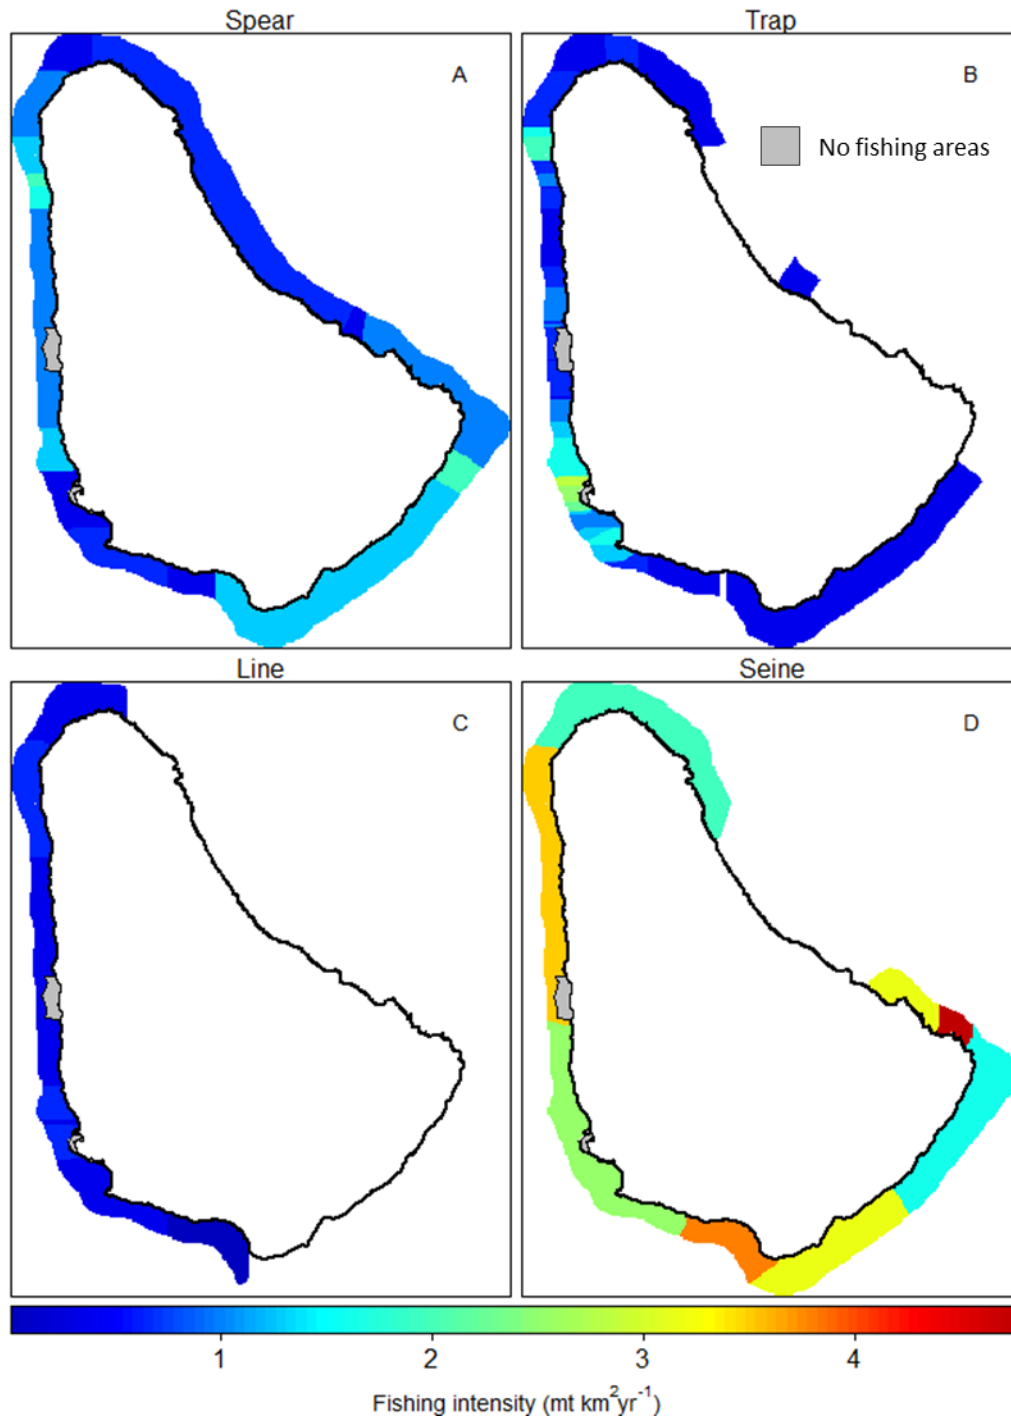 Spear
Trap
A
B
No fishing areas
Line
Seine
C
D
1 2 3 4
Fishing intensity (mt km²yr⁻¹)